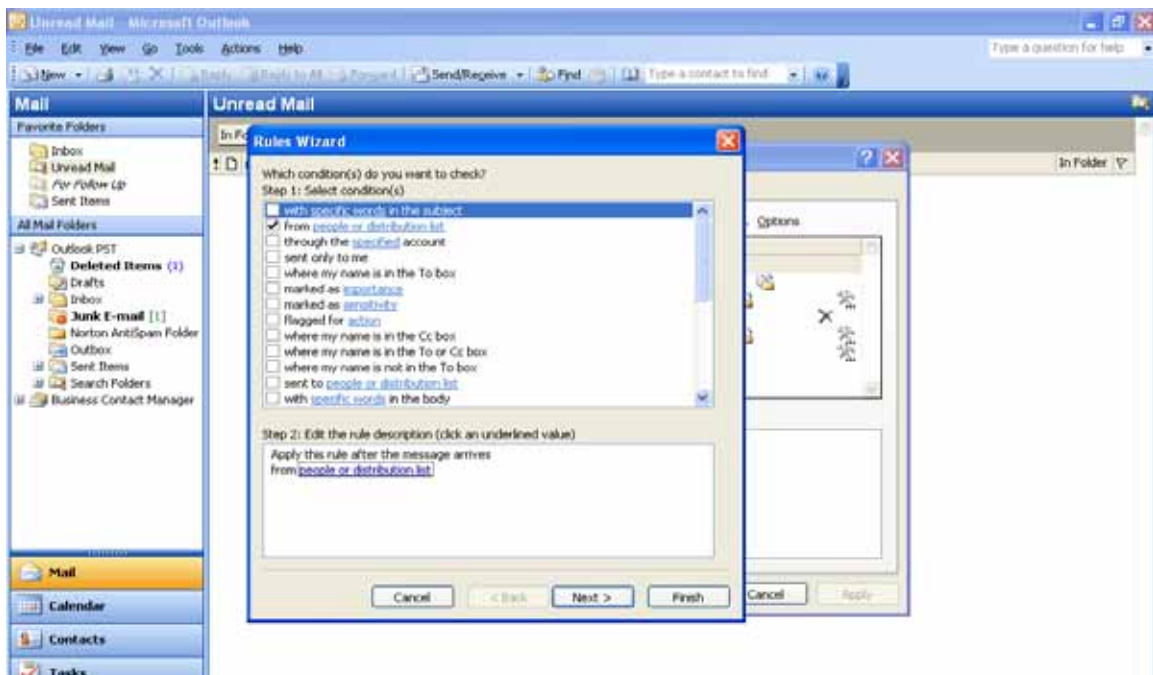 Unread Mail - Microsoft Outlook
File Edit View Go Tools Actions Help
Type a question for help
New Reply Reply to All Forward Send/Receive Find Type a contact to find
Mail
Unread Mail
Favorite Folders
Inbox
Unread Mail
For Follow Up
Sent Items
All Mail Folders
Outlook PST
Deleted Items (1)
Drafts
Inbox
Junk E-mail [1]
Norton AntiSpam Folder
Outbox
Sent Items
Search Folders
Business Contact Manager
Mail
Calendar
Contacts
Tasks
In Folder
Rules Wizard
Which condition(s) do you want to check?
Step 1: Select condition(s)
with specific words in the subject
from people or distribution list
through the specified account
sent only to me
where my name is in the To box
marked as importance
marked as sensitivity
flagged for action
where my name is in the Cc box
where my name is in the To or Cc box
where my name is not in the To box
sent to people or distribution list
with specific words in the body
Step 2: Edit the rule description (click an underlined value)
Apply this rule after the message arrives
from people or distribution list
Cancel < Back Next > Finish
Options
Cancel Apply